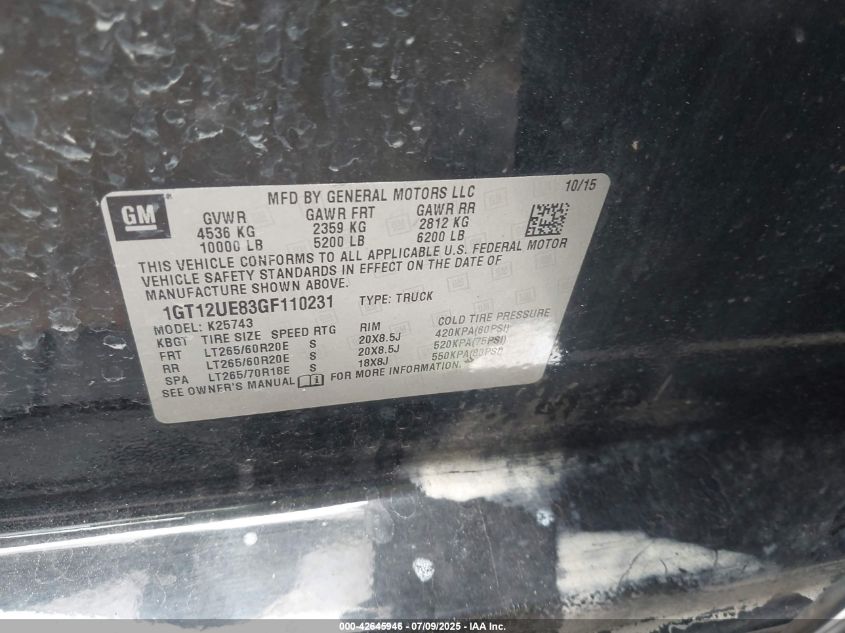 GM
MFD BY GENERAL MOTORS LLC 10/15
GVWR GAWR FRT GAWR RR
4536 KG 2359 KG 2812 KG
10000 LB 5200 LB 6200 LB
THIS VEHICLE CONFORMS TO ALL APPLICABLE U.S. FEDERAL MOTOR
VEHICLE SAFETY STANDARDS IN EFFECT ON THE DATE OF
MANUFACTURE SHOWN ABOVE.
1GT12UE83GF110231 TYPE: TRUCK
MODEL: K25743
KBGT TIRE SIZE SPEED RTG RIM COLD TIRE PRESSURE
FRT LT265/60R20E S 20X8.5J 420KPA(60PSI)
RR LT265/60R20E S 20X8.5J 520KPA(75PSI)
SPA LT265/70R18E S 18X8J 550KPA(80PSI)
SEE OWNER'S MANUAL FOR MORE INFORMATION.
000-42645946 - 07/09/2025 - IAA Inc.